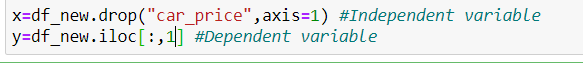 x=df_new.drop("car_price",axis=1) #Independent variable
y=df_new.iloc[:,1] #Dependent variable